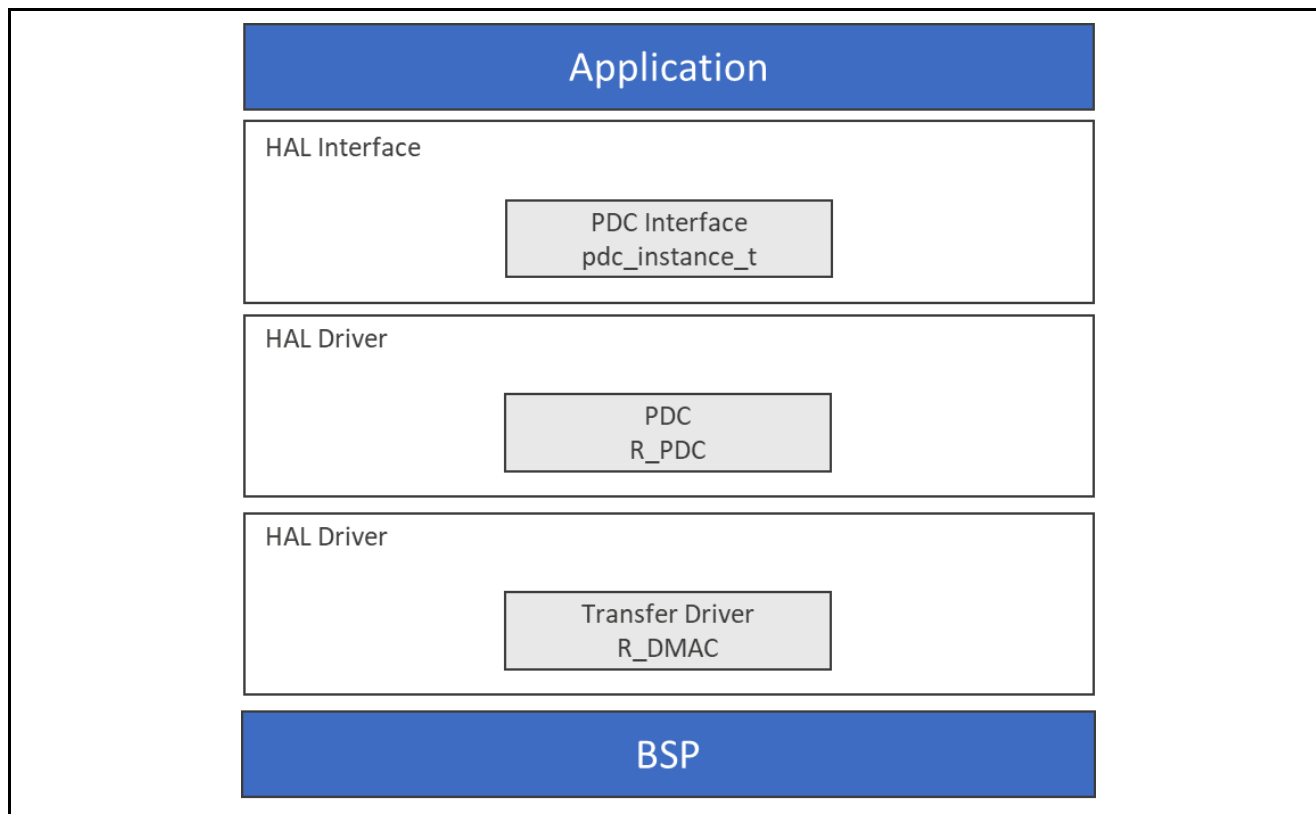 Application
HAL Interface
PDC Interface
pdc_instance_t
HAL Driver
PDC
R_PDC
HAL Driver
Transfer Driver
R_DMAC
BSP